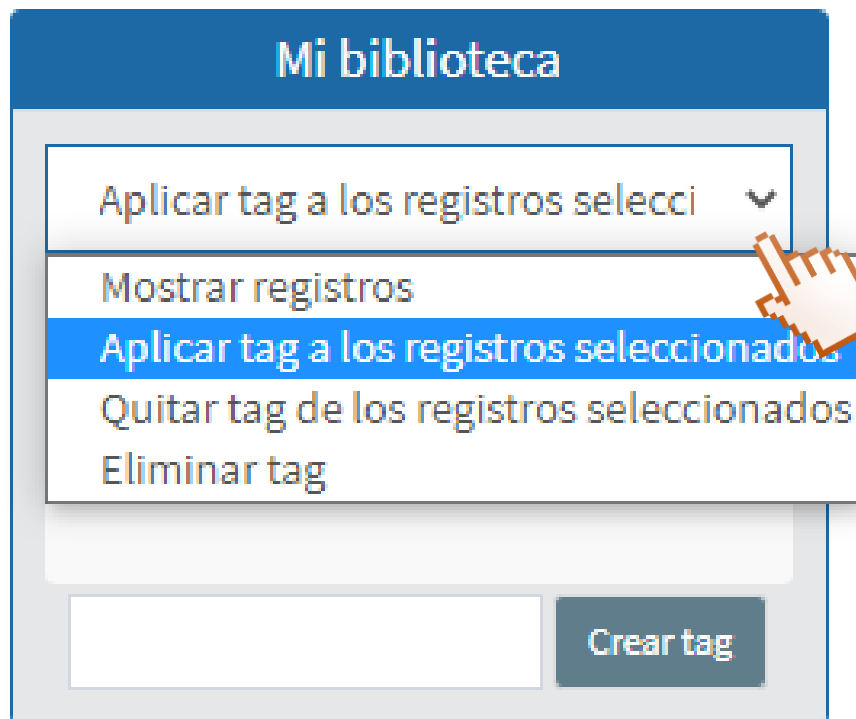 Mi biblioteca
Aplicar tag a los registros selecci
Mostrar registros
Aplicar tag a los registros seleccionados
Quitar tag de los registros seleccionados
Eliminar tag
Crear tag